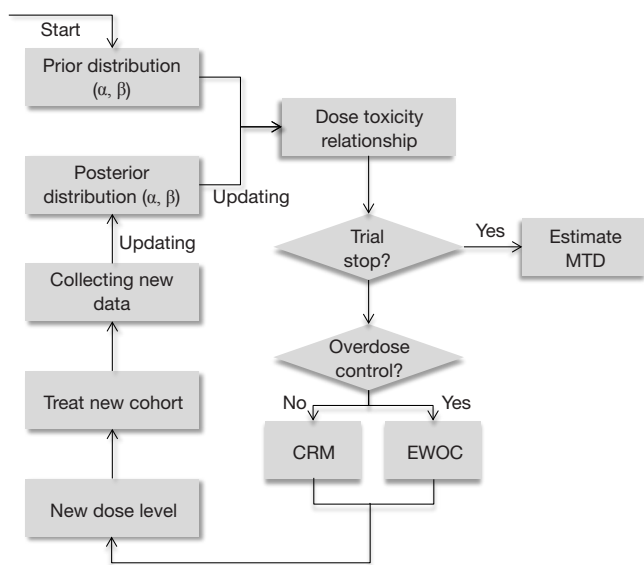 Start
Prior distribution
(α, β)
Dose toxicity
relationship
Posterior
distribution (α, β)
Updating
Updating
Trial
stop?
Yes
Estimate
MTD
Collecting new
data
Overdose
control?
Treat new cohort
No
Yes
CRM
EWOC
New dose level